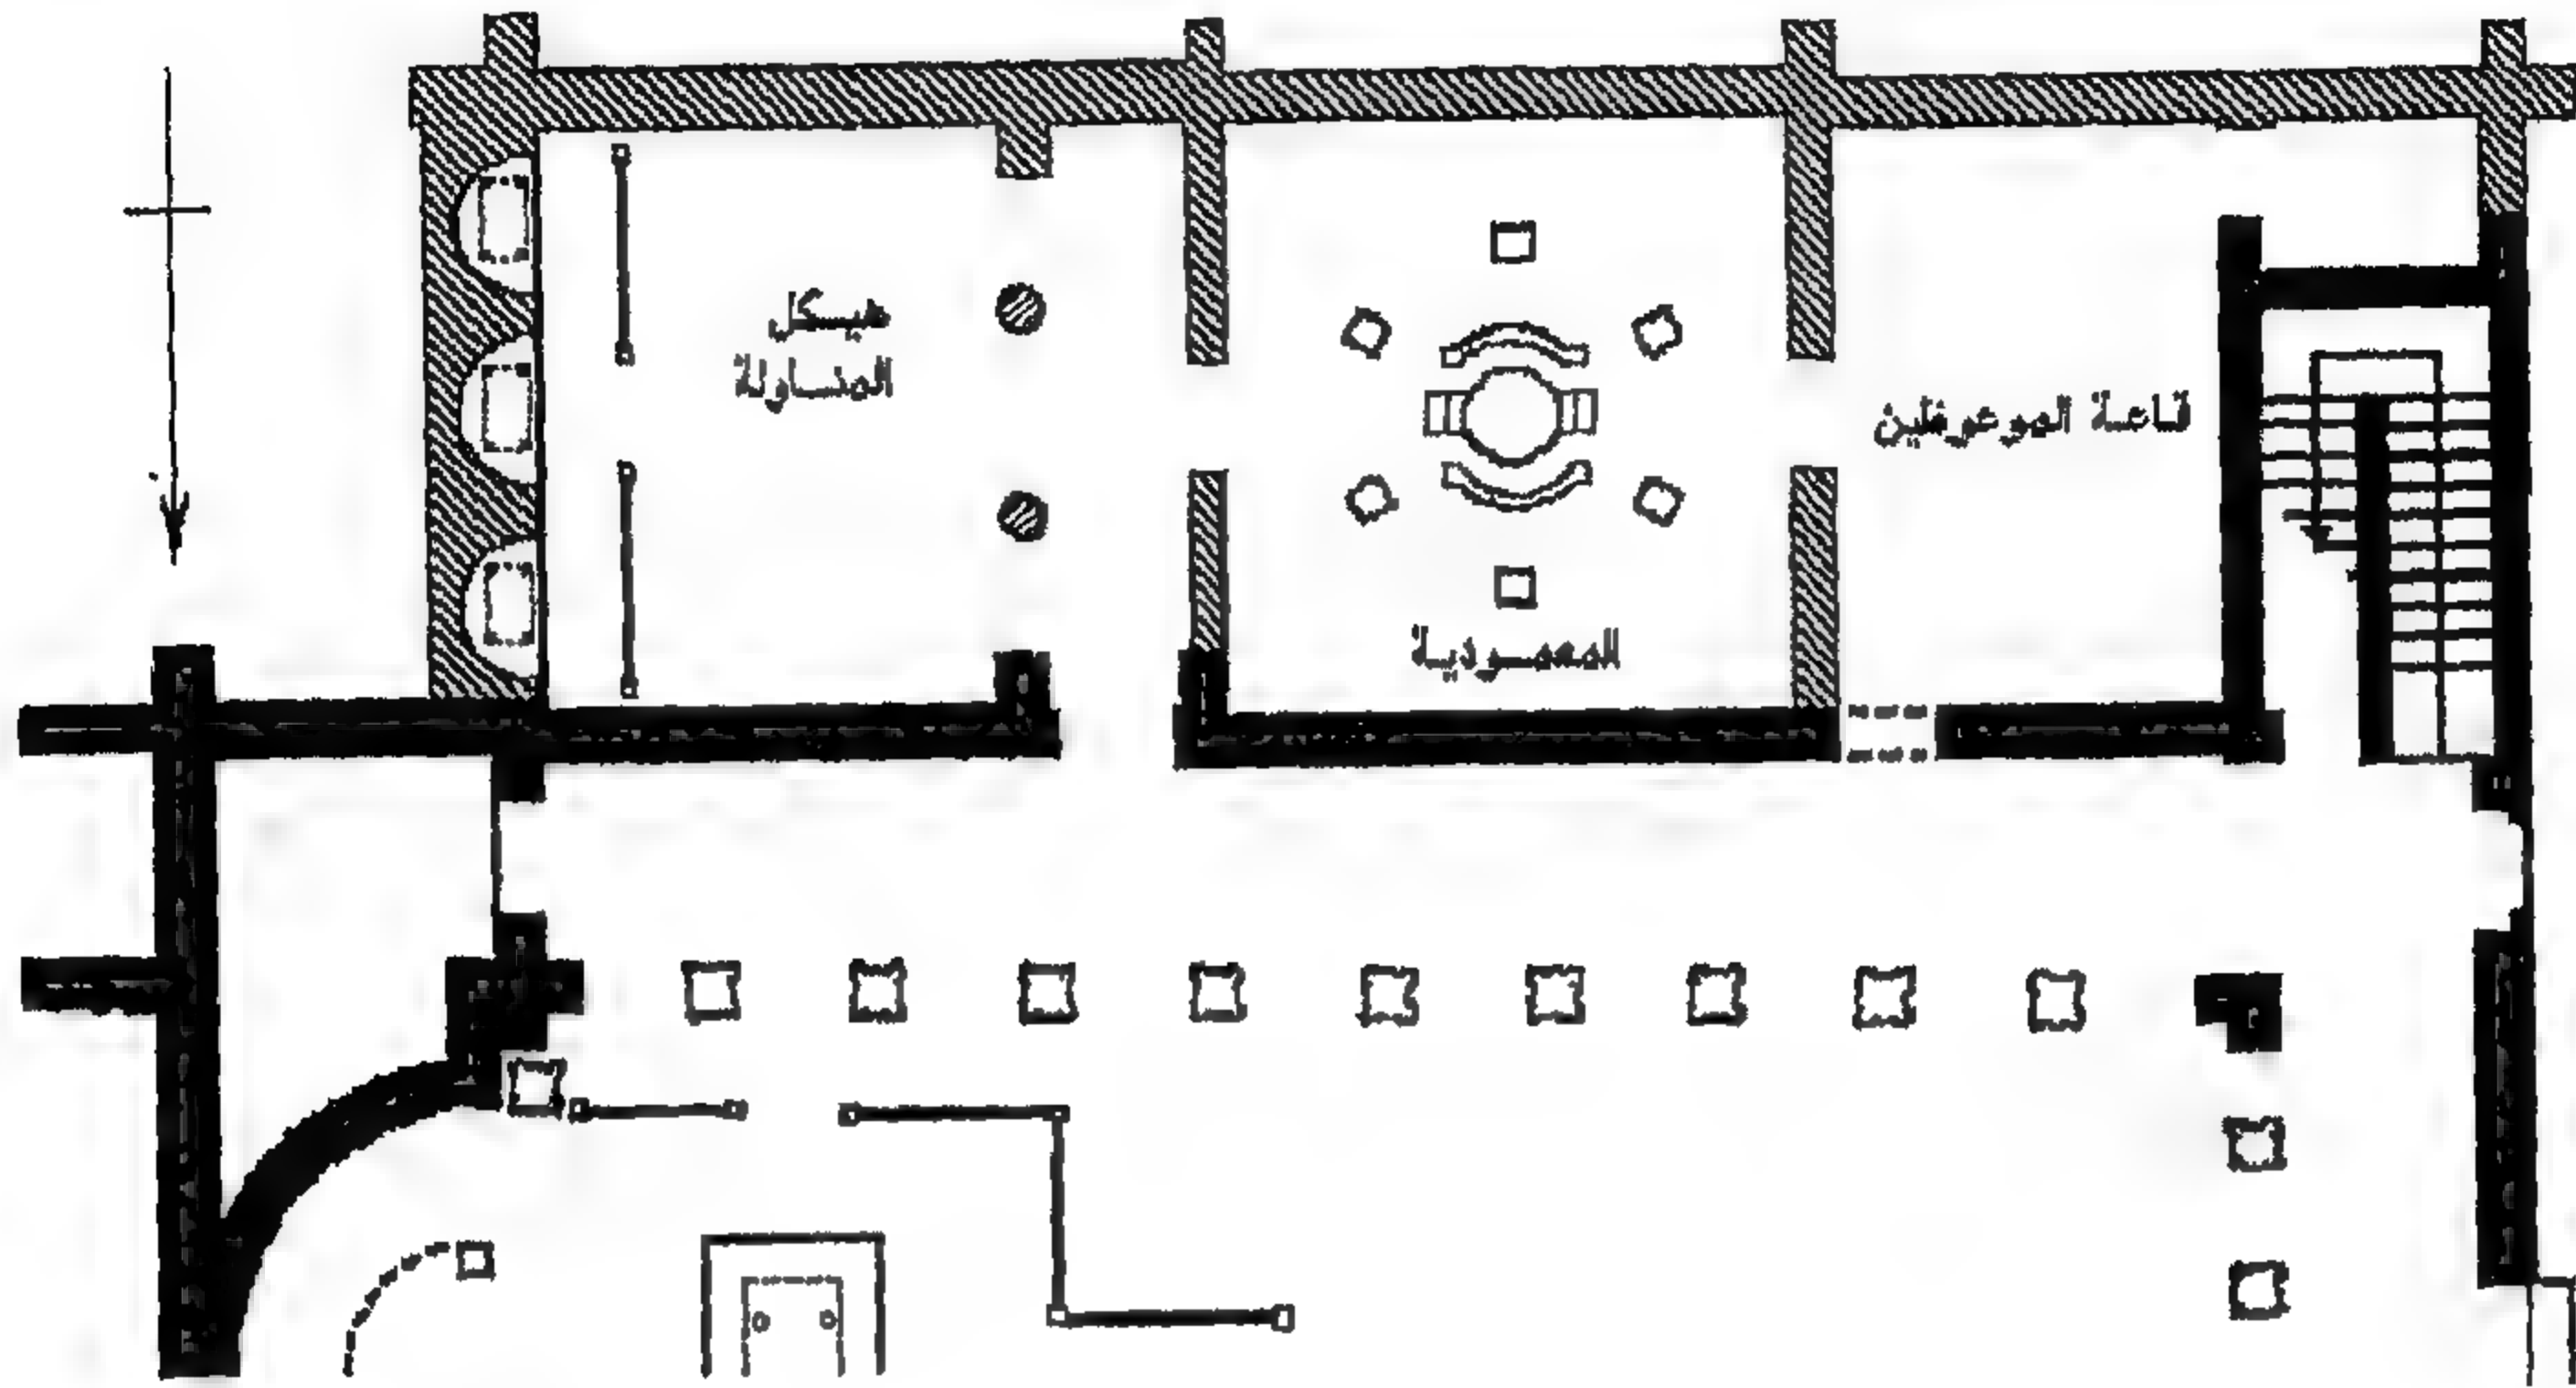 هيكل
المناولة
قاعة الموعوظين
المعمودية